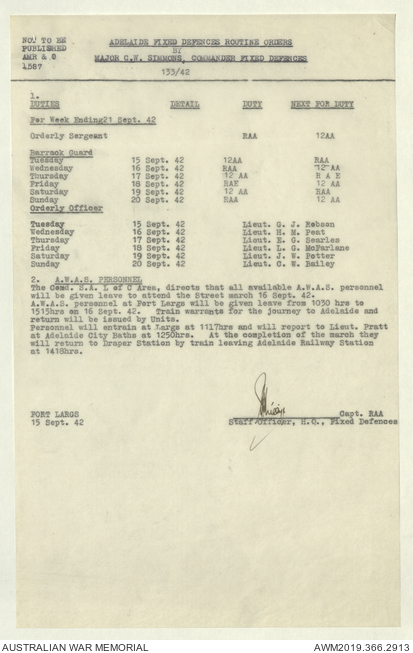 NOT TO BE
PUBLISHED
AMR & O
4587
ADELAIDE FIXED DEFENCES ROUTINE ORDERS
BY
MAJOR C.W. SIMMONS, COMMANDER FIXED DEFENCES
133/42
1.
DUTIES DETAIL DUTY NEXT FOR DUTY
For Week Ending21 Sept. 42
Orderly Sergeant RAA 12AA
Barrack Guard
Tuesday 15 Sept. 42 12AA RAA
Wednesday 16 Sept. 42 RAA 12 AA
Thursday 17 Sept. 42 12 AA R A E
Friday 18 Sept. 42 RAE 12 AA
Saturday 19 Sept. 42 12 AA RAA
Sunday 20 Sept. 42 RAA 12 AA
Orderly Officer
Tuesday 15 Sept. 42 Lieut. G. J. Robson
Wednesday 16 Sept. 42 Lieut. H. M. Peat
Thursday 17 Sept. 42 Lieut. E. G. Searles
Friday 18 Sept. 42 Lieut. L. G. McFarlane
Saturday 19 Sept. 42 Lieut. J. W. Potter
Sunday 20 Sept. 42 Lieut. C. W. Bailey
2. A.W.A.S. PERSONNEL
The Comd. S.A. L of C Area, directs that all available A.W.A.S. personnel
will be given leave to attend the Street march 16 Sept. 42.
A.W.A.S. personnel at Fort Largs will be given leave from 1030 hrs to
1515hrs on 16 Sept. 42. Train warrants for the journey to Adelaide and
return will be issued by Units.
Personnel will entrain at Largs at 1117hrs and will report to Lieut. Pratt
at Adelaide City Baths at 1250hrs. At the completion of the march they
will return to Draper Station by train leaving Adelaide Railway Station
at 1418hrs.
FORT LARGS Capt. RAA
15 Sept. 42 Staff Officer, H.Q., Fixed Defences
AUSTRALIAN WAR MEMORIAL AWM2019.366.2913